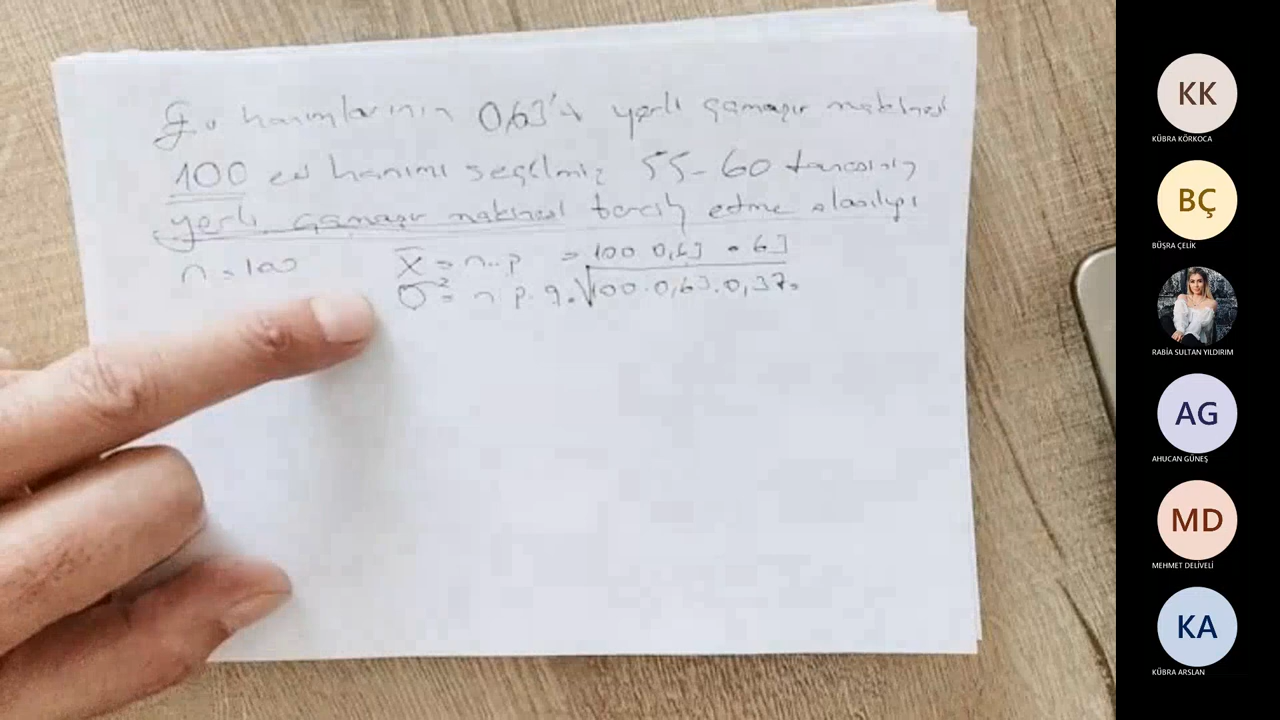 Ev hanımlarının 0,63'ü yerli çamaşır makinesi
100 ev hanımı seçilmiş 55-60 tanesinin
yerli çamaşır makinesi tercih etme olasılığı
n = 100
x̄ = n.p = 100 0,63 = 63
σ² = n p. q = √100.0,63.0,37 =
KK
KÜBRA KÖRKOCA
BÇ
BÜŞRA ÇELİK
RABİA SULTAN YILDIRIM
AG
AHUCAN GÜNEŞ
MD
MEHMET DELİVELİ
KA
KÜBRA ARSLAN